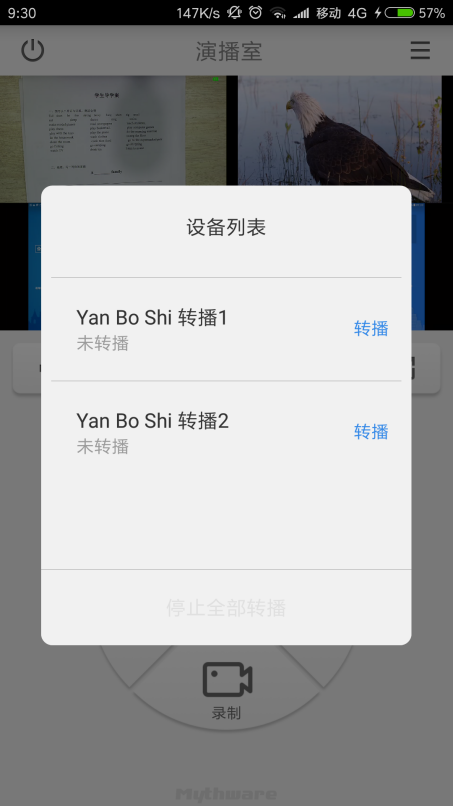 9:30
147K/s 移动 4G 57%
演播室
设备列表
Yan Bo Shi 转播1
未转播
转播
Yan Bo Shi 转播2
未转播
转播
停止全部转播
录制
Mythware